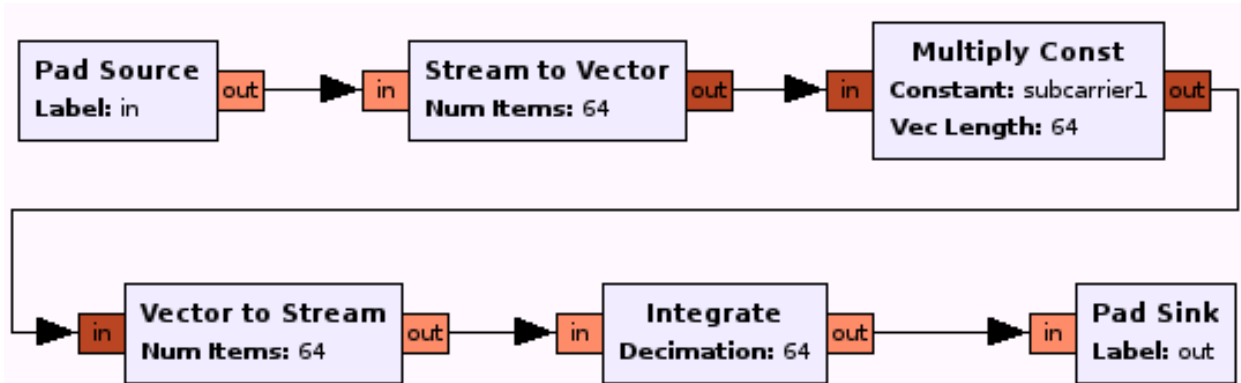 Pad Source
Label: in
out
in
Stream to Vector
Num Items: 64
out
in
Multiply Const
Constant: subcarrier1
Vec Length: 64
out
in
Vector to Stream
Num Items: 64
out
in
Integrate
Decimation: 64
out
in
Pad Sink
Label: out